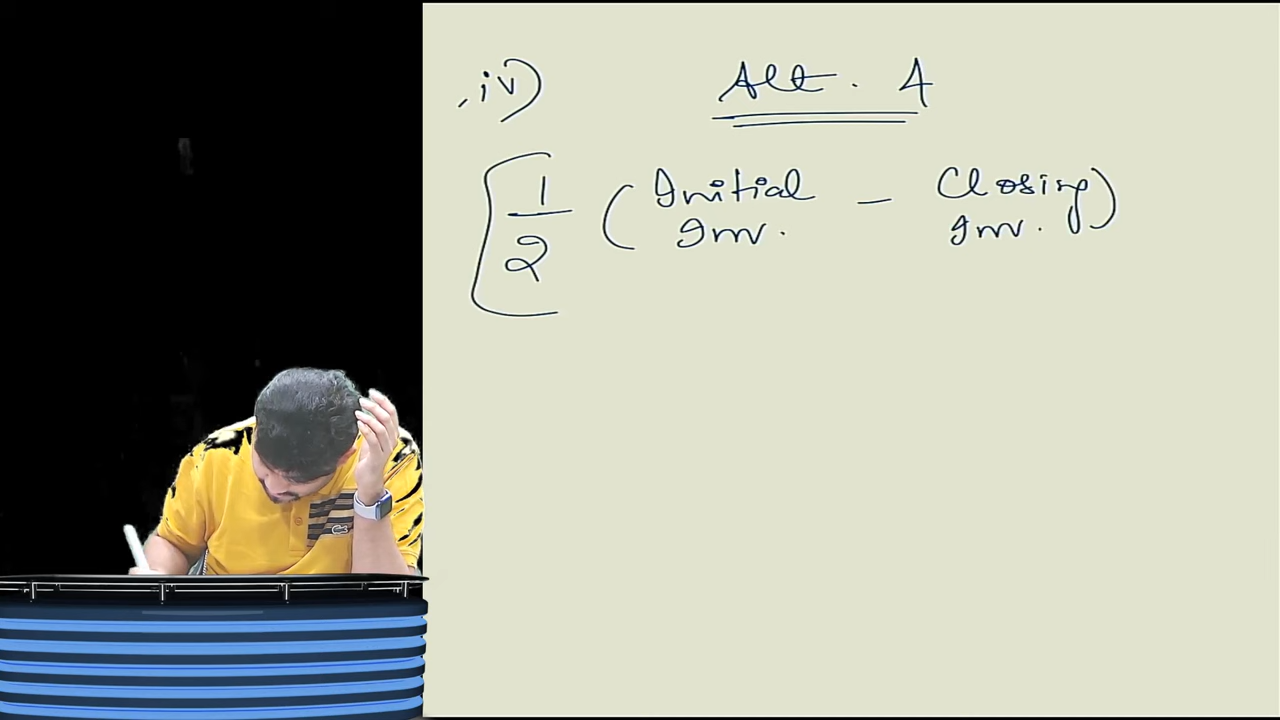 iv) Alt. 4
[ 1/2 ( Initial Inv. - Closing Inv. )